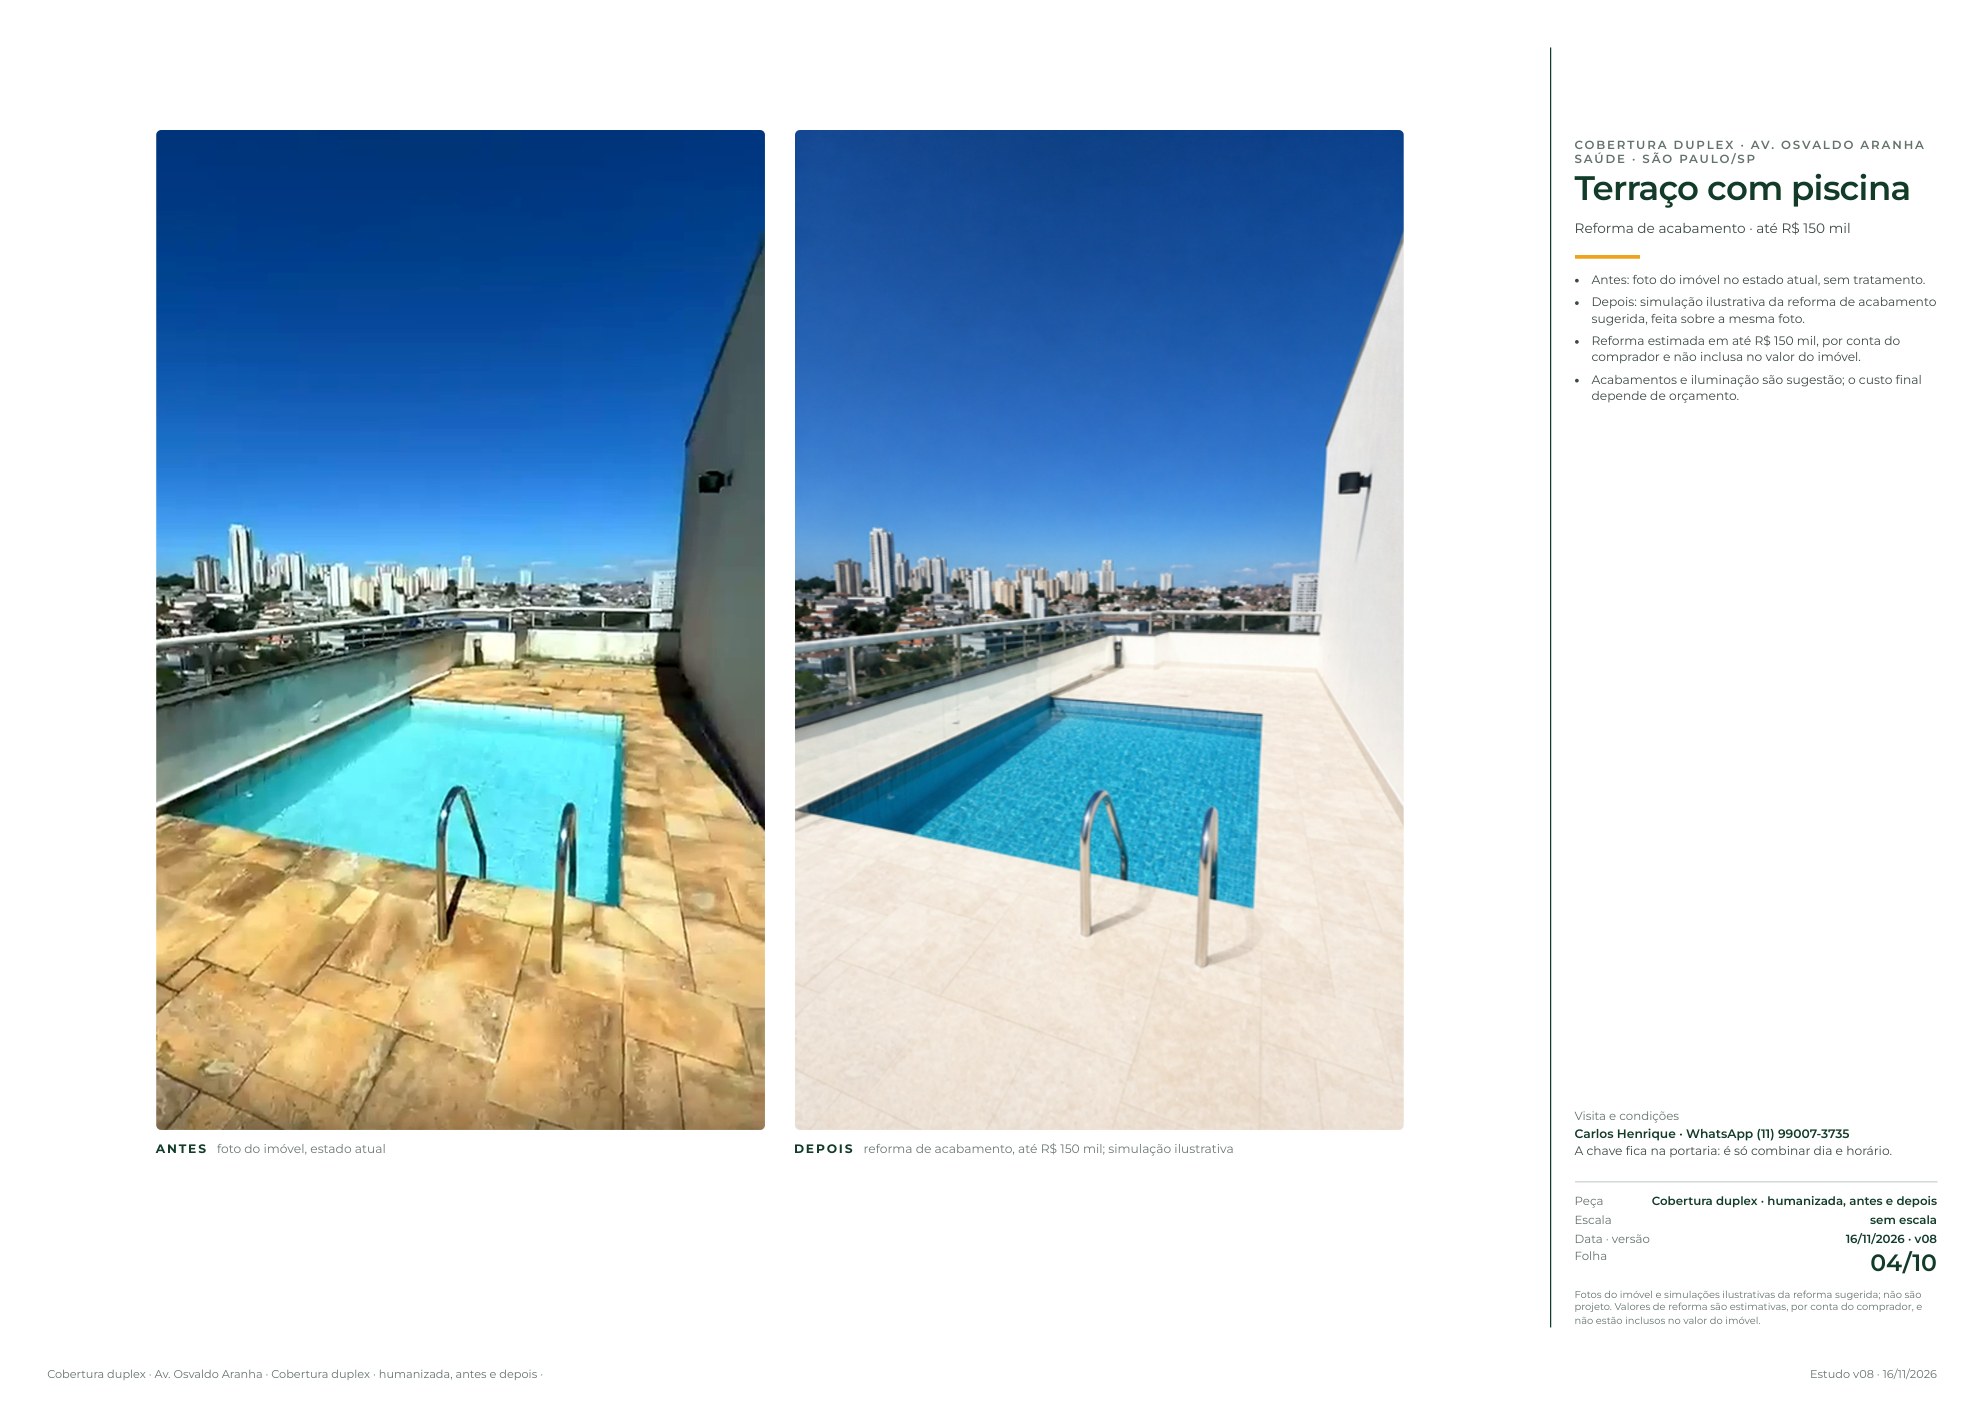 COBERTURA DUPLEX · AV. OSVALDO ARANHA
SAÚDE · SÃO PAULO/SP
Terraço com piscina
Reforma de acabamento · até R$ 150 mil
• Antes: foto do imóvel no estado atual, sem tratamento.
• Depois: simulação ilustrativa da reforma de acabamento
sugerida, feita sobre a mesma foto.
• Reforma estimada em até R$ 150 mil, por conta do
comprador e não inclusa no valor do imóvel.
• Acabamentos e iluminação são sugestão; o custo final
depende de orçamento.
ANTES foto do imóvel, estado atual
DEPOIS reforma de acabamento, até R$ 150 mil; simulação ilustrativa
Visita e condições
Carlos Henrique · WhatsApp (11) 99007-3735
A chave fica na portaria: é só combinar dia e horário.
Peça Cobertura duplex · humanizada, antes e depois
Escala sem escala
Data · versão 16/11/2026 · v08
Folha 04/10
Fotos do imóvel e simulações ilustrativas da reforma sugerida; não são
projeto. Valores de reforma são estimativas, por conta do comprador, e
não estão inclusos no valor do imóvel.
Cobertura duplex · Av. Osvaldo Aranha · Cobertura duplex · humanizada, antes e depois ·
Estudo v08 · 16/11/2026